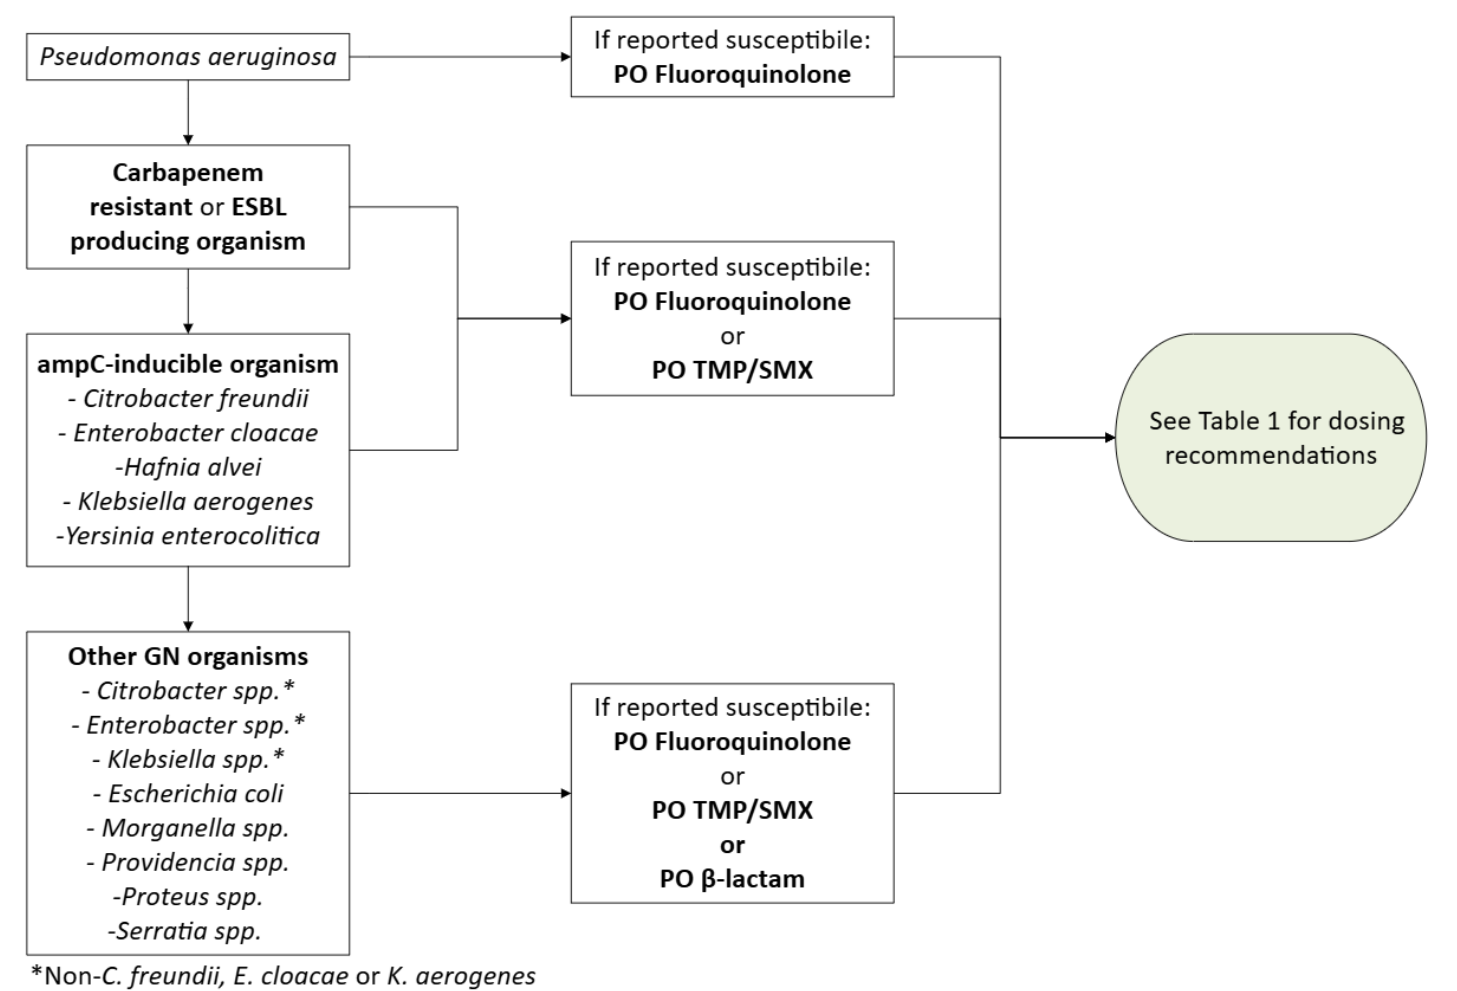 Pseudomonas aeruginosa
If reported susceptibile:
PO Fluoroquinolone
Carbapenem
resistant or ESBL
producing organism
If reported susceptibile:
PO Fluoroquinolone
or
PO TMP/SMX
ampC-inducible organism
- Citrobacter freundii
- Enterobacter cloacae
-Hafnia alvei
- Klebsiella aerogenes
-Yersinia enterocolitica
See Table 1 for dosing
recommendations
Other GN organisms
- Citrobacter spp.*
- Enterobacter spp.*
- Klebsiella spp.*
- Escherichia coli
- Morganella spp.
- Providencia spp.
-Proteus spp.
-Serratia spp.
If reported susceptibile:
PO Fluoroquinolone
or
PO TMP/SMX
or
PO β-lactam
*Non-C. freundii, E. cloacae or K. aerogenes